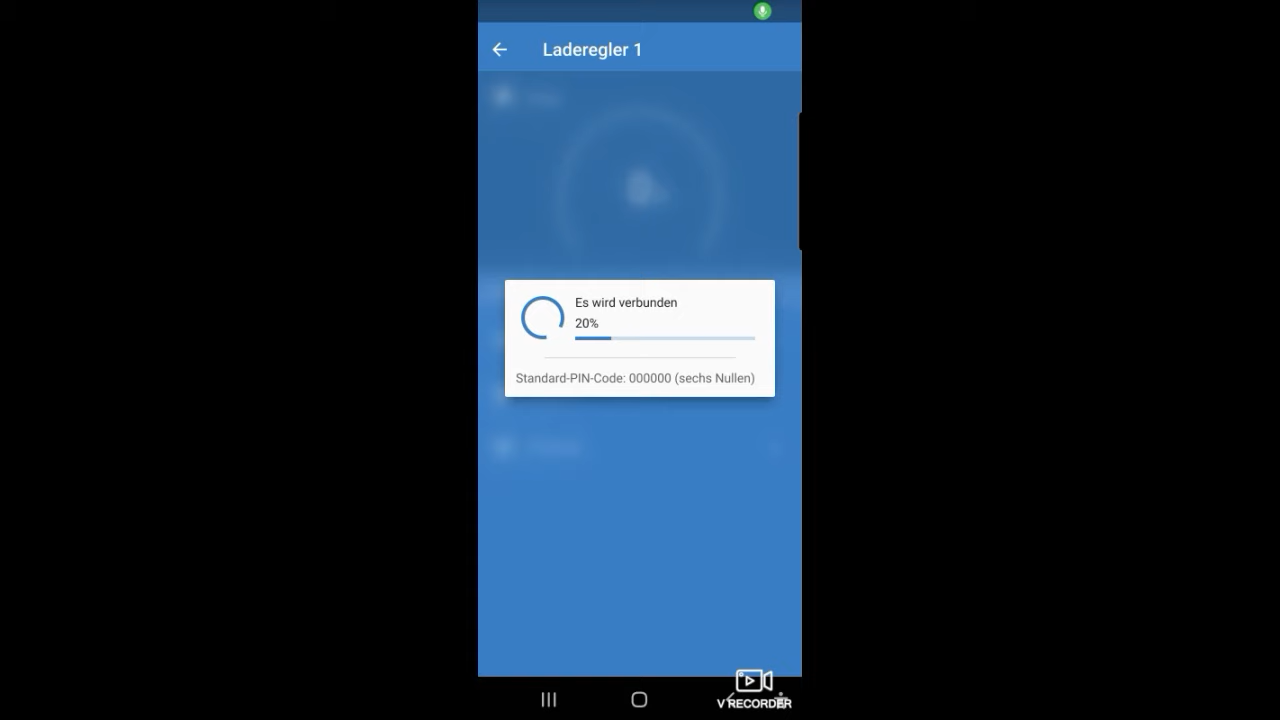 Laderegler 1
Es wird verbunden
20%
Standard-PIN-Code: 000000 (sechs Nullen)
V RECORDER